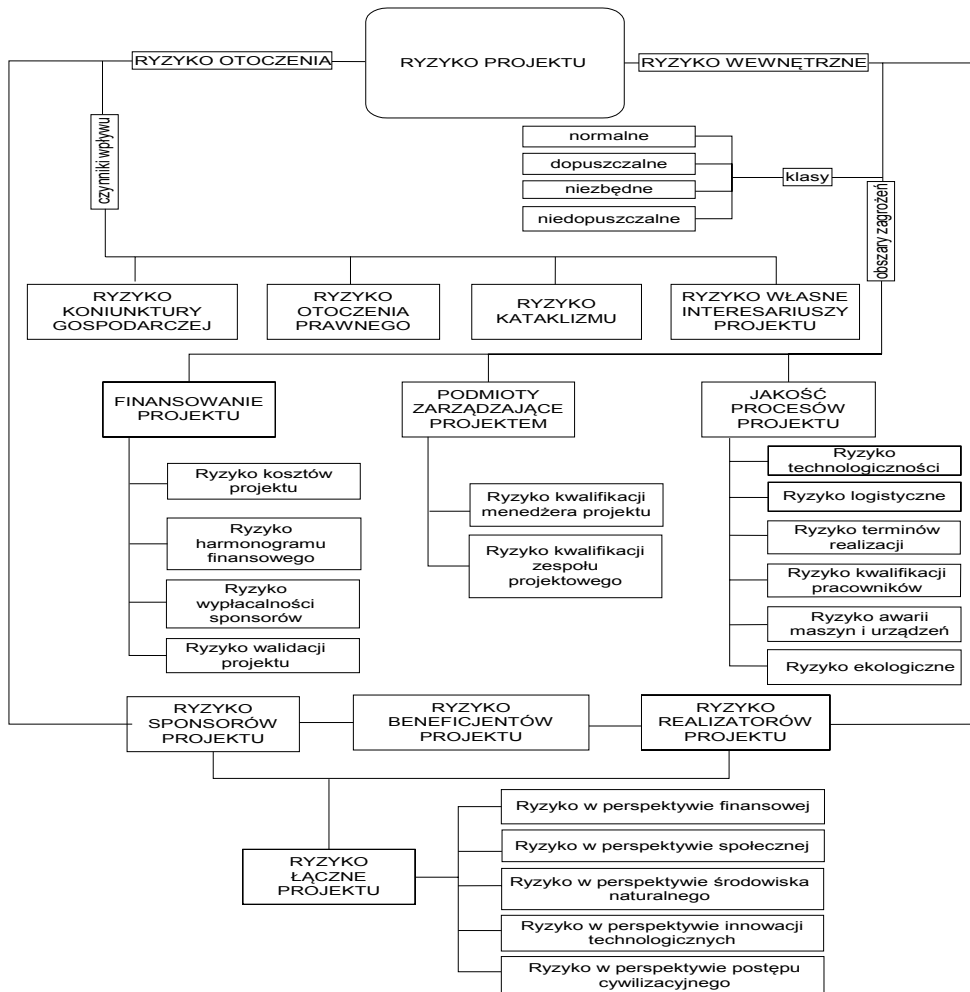 RYZYKO OTOCZENIA
RYZYKO PROJEKTU
RYZYKO WEWNĘTRZNE
czynniki wpływu
normalne
dopuszczalne
niezbędne
niedopuszczalne
klasy
obszary zagrożeń
RYZYKO
KONIUNKTURY
GOSPODARCZEJ
RYZYKO
OTOCZENIA
PRAWNEGO
RYZYKO
KATAKLIZMU
RYZYKO WŁASNE
INTERESARIUSZY
PROJEKTU
FINANSOWANIE
PROJEKTU
PODMIOTY
ZARZĄDZAJĄCE
PROJEKTEM
JAKOŚĆ
PROCESÓW
PROJEKTU
Ryzyko kosztów
projektu
Ryzyko
harmonogramu
finansowego
Ryzyko
wypłacalności
sponsorów
Ryzyko walidacji
projektu
Ryzyko kwalifikacji
menedżera projektu
Ryzyko kwalifikacji
zespołu
projektowego
Ryzyko
technologiczności
Ryzyko logistyczne
Ryzyko terminów
realizacji
Ryzyko kwalifikacji
pracowników
Ryzyko awarii
maszyn i urządzeń
Ryzyko ekologiczne
RYZYKO
SPONSORÓW
PROJEKTU
RYZYKO
BENEFICJENTÓW
PROJEKTU
RYZYKO
REALIZATORÓW
PROJEKTU
RYZYKO
ŁĄCZNE
PROJEKTU
Ryzyko w perspektywie finansowej
Ryzyko w perspektywie społecznej
Ryzyko w perspektywie środowiska
naturalnego
Ryzyko w perspektywie innowacji
technologicznych
Ryzyko w perspektywie postępu
cywilizacyjnego